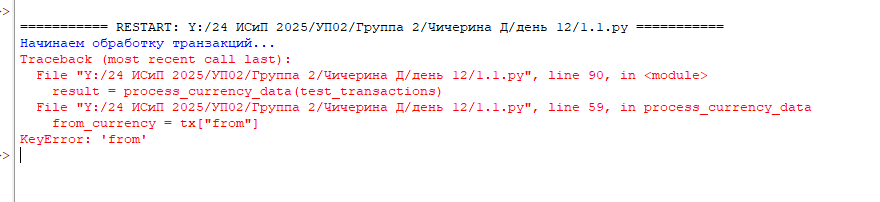 >
=========== RESTART: Y:/24 ИСиП 2025/УП02/Группа 2/Чичерина Д/день 12/1.1.py ===========
Начинаем обработку транзакций...
Traceback (most recent call last):
  File "Y:/24 ИСиП 2025/УП02/Группа 2/Чичерина Д/день 12/1.1.py", line 90, in <module>
    result = process_currency_data(test_transactions)
  File "Y:/24 ИСиП 2025/УП02/Группа 2/Чичерина Д/день 12/1.1.py", line 59, in process_currency_data
    from_currency = tx["from"]
KeyError: 'from'
>